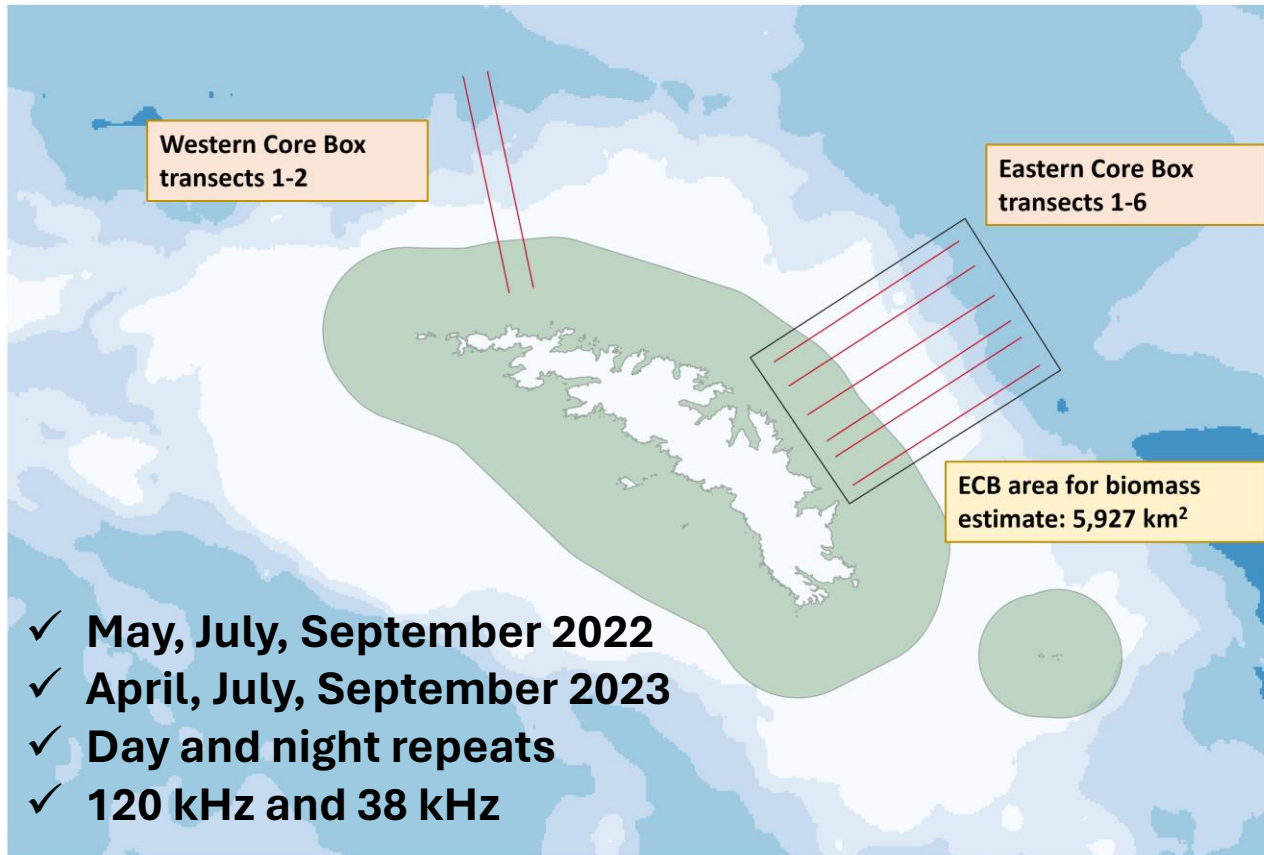 Western Core Box
transects 1-2
Eastern Core Box
transects 1-6
ECB area for biomass
estimate: 5,927 km²
✓ May, July, September 2022
✓ April, July, September 2023
✓ Day and night repeats
✓ 120 kHz and 38 kHz